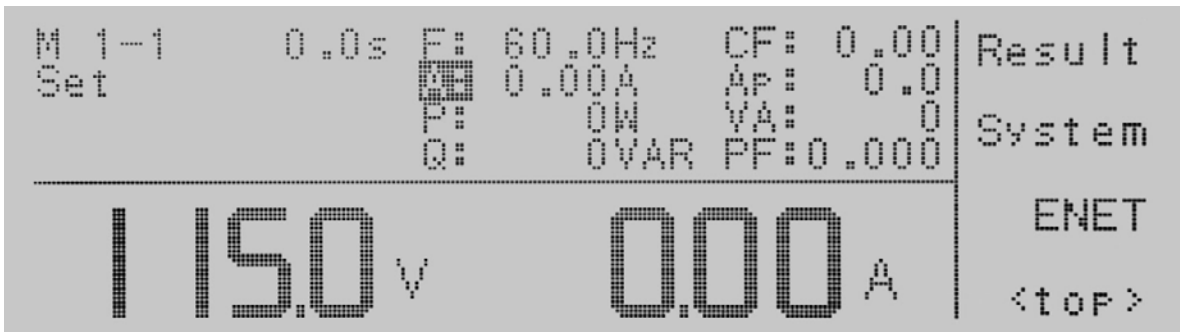 M 1-1 0.0s F: 60.0Hz CF: 0.00
Set 0.00A Ap: 0.0
P: 0W VA: 0
Q: 0VAR PF:0.000
115.0 V 0.00 A
Result
System
ENET
<top>